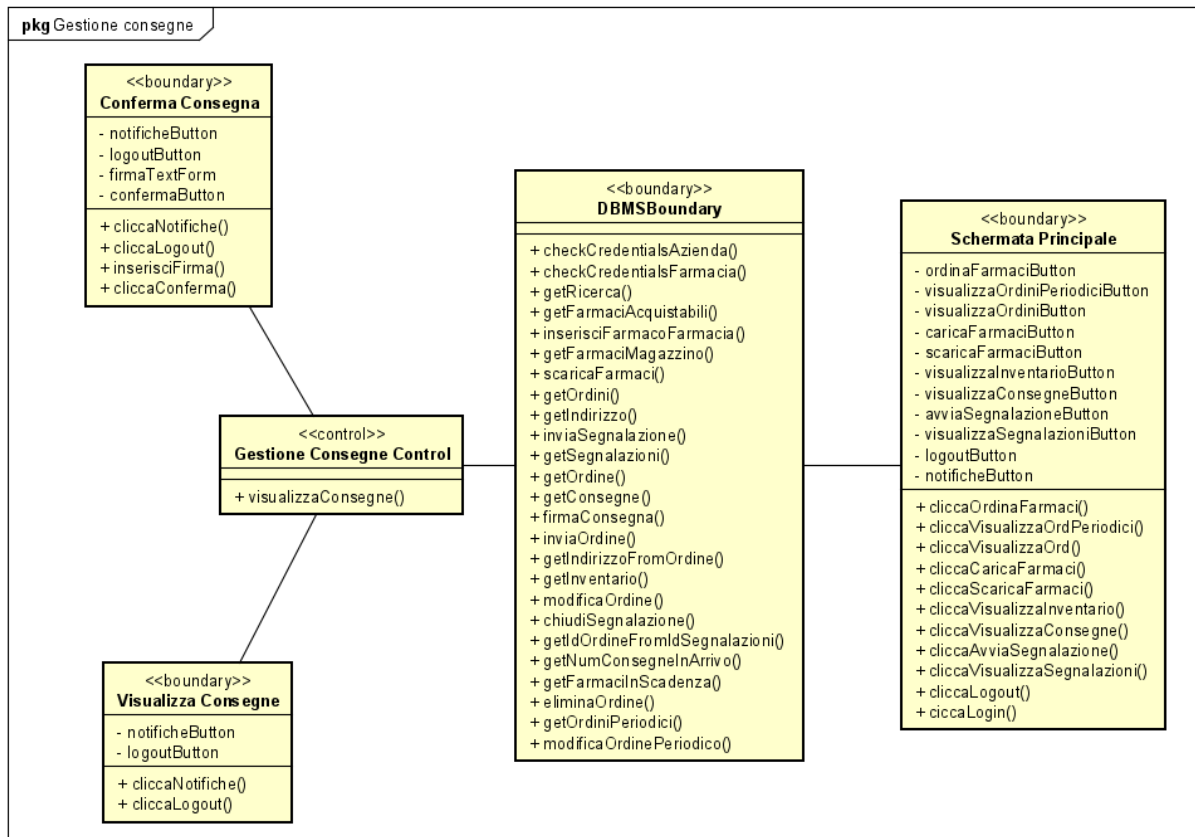 pkg Gestione consegne
<<boundary>>
Conferma Consegna
- notificheButton
- logoutButton
- firmaTextForm
- confermaButton
+ cliccaNotifiche()
+ cliccaLogout()
+ inserisciFirma()
+ cliccaConferma()
<<control>>
Gestione Consegne Control
+ visualizzaConsegne()
<<boundary>>
Visualizza Consegne
- notificheButton
- logoutButton
+ cliccaNotifiche()
+ cliccaLogout()
<<boundary>>
DBMSBoundary
+ checkCredentialsAzienda()
+ checkCredentialsFarmacia()
+ getRicerca()
+ getFarmaciAcquistabili()
+ inserisciFarmacoFarmacia()
+ getFarmaciMagazzino()
+ scaricaFarmaci()
+ getOrdini()
+ getIndirizzo()
+ inviaSegnalazione()
+ getSegnalazioni()
+ getOrdine()
+ getConsegne()
+ firmaConsegna()
+ inviaOrdine()
+ getIndirizzoFromOrdine()
+ getInventario()
+ modificaOrdine()
+ chiudiSegnalazione()
+ getIdOrdineFromIdSegnalazioni()
+ getNumConsegneInArrivo()
+ getFarmaciInScadenza()
+ eliminaOrdine()
+ getOrdiniPeriodici()
+ modificaOrdinePeriodico()
<<boundary>>
Schermata Principale
- ordinaFarmaciButton
- visualizzaOrdiniPeriodiciButton
- visualizzaOrdiniButton
- caricaFarmaciButton
- scaricaFarmaciButton
- visualizzaInventarioButton
- visualizzaConsegneButton
- avviaSegnalazioneButton
- visualizzaSegnalazioniButton
- logoutButton
- notificheButton
+ cliccaOrdinaFarmaci()
+ cliccaVisualizzaOrdPeriodici()
+ cliccaVisualizzaOrd()
+ cliccaCaricaFarmaci()
+ cliccaScaricaFarmaci()
+ cliccaVisualizzaInventario()
+ cliccaVisualizzaConsegne()
+ cliccaAvviaSegnalazione()
+ cliccaVisualizzaSegnalazioni()
+ cliccaLogout()
+ ciccaLogin()